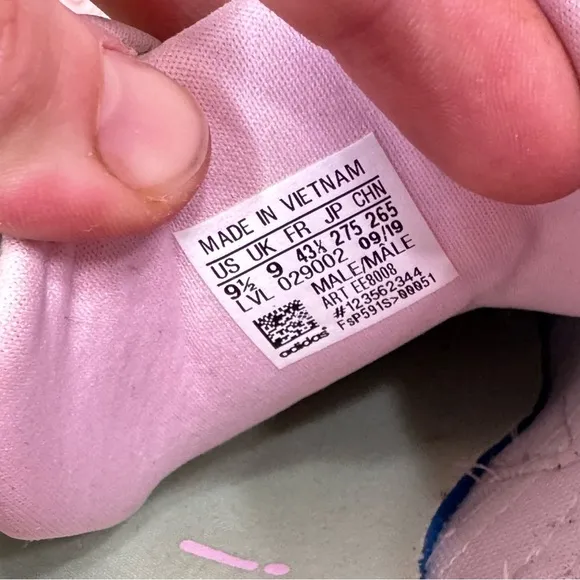 MADE IN VIETNAM
US UK FR JP CHN
9½ 9 43⅓ 275 265
LVL 029002 09/19
MALE/MÂLE
ART EE8008
#123562344
FsP591S>00051
adidas